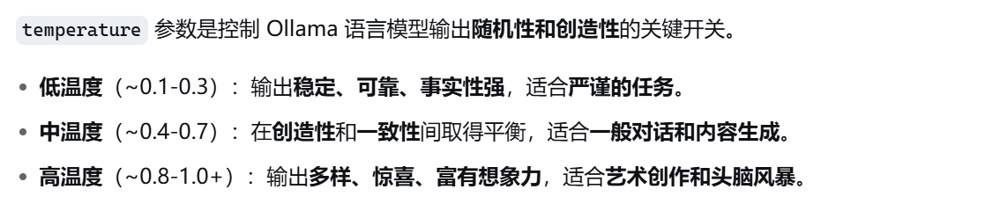 temperature 参数是控制 Ollama 语言模型输出随机性和创造性的关键开关。
• 低温度（~0.1-0.3）：输出稳定、可靠、事实性强，适合严谨的任务。
• 中温度（~0.4-0.7）：在创造性和一致性间取得平衡，适合一般对话和内容生成。
• 高温度（~0.8-1.0+）：输出多样、惊喜、富有想象力，适合艺术创作和头脑风暴。